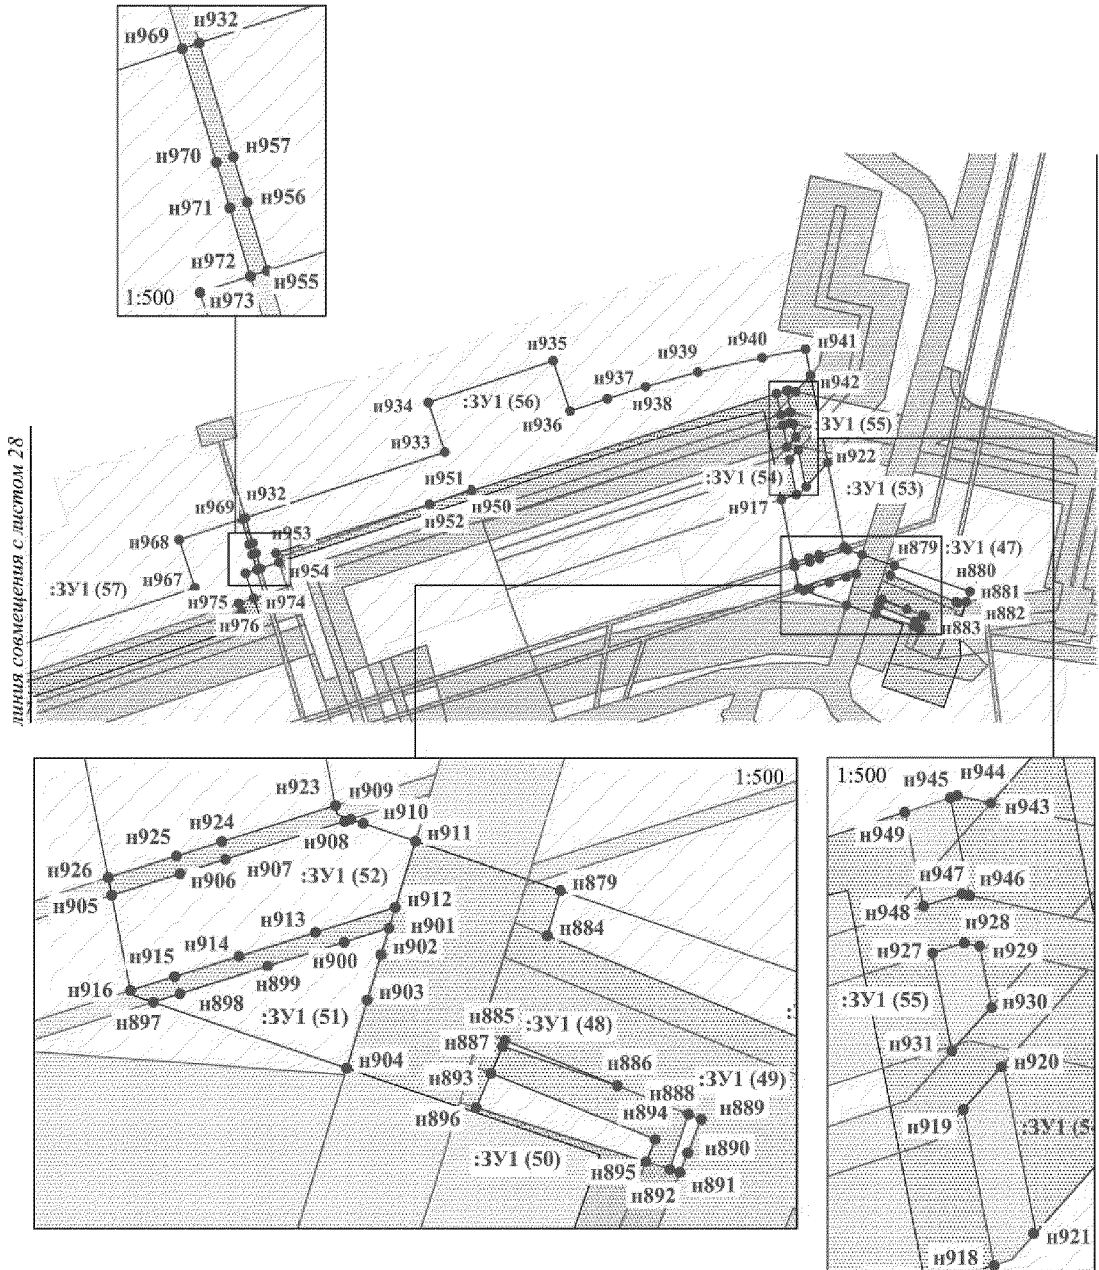 н969
н932
н970
н957
н971
н956
н972
н955
н973
1:500
линия совмещения с листом 28
н935
н939
н940
н941
н937
н942
н934
:ЗУ1 (56)
н938
н936
:ЗУ1 (55)
н933
н922
н951
:ЗУ1 (54)
:ЗУ1 (53)
н950
н917
н932
н952
н969
н968
н953
н879
:ЗУ1 (47)
н954
н880
н967
:ЗУ1 (57)
н881
н975
н974
н882
н976
н883
1:500
н923
н909
н910
н924
н925
н908
н911
н926
н907
н906
:ЗУ1 (52)
н879
н905
н912
н913
н901
н884
н914
н900
н902
н915
н899
н916
н898
н903
н897
н885
:ЗУ1 (51)
:ЗУ1 (48)
н887
н904
н886
:ЗУ1 (49)
н893
н888
н889
н894
н896
н890
:ЗУ1 (50)
н895
н891
н892
1:500
н945
н944
н943
н949
н947
н946
н948
н928
н927
н929
:ЗУ1 (55)
н930
н931
н920
н919
:ЗУ1 (54
н921
н918